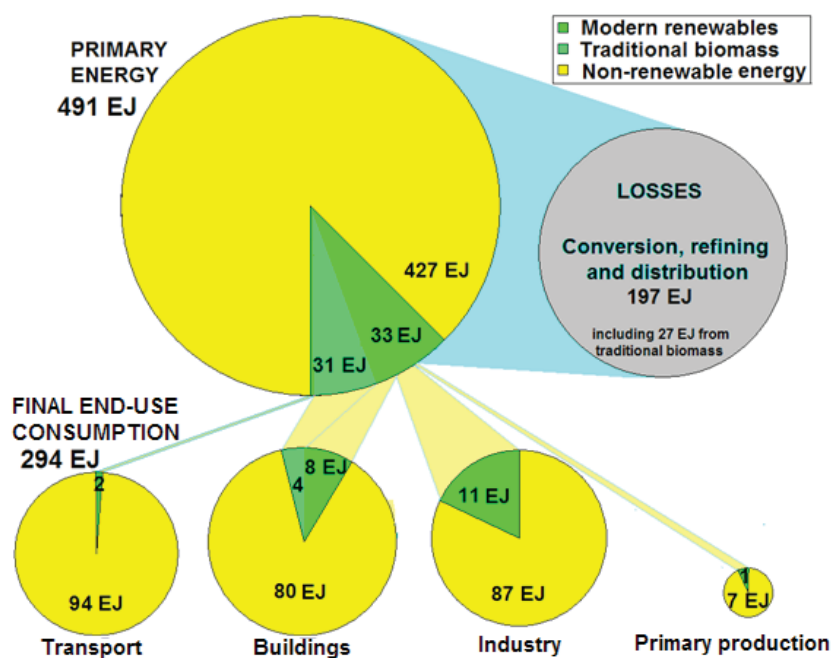 Modern renewables
Traditional biomass
Non-renewable energy
PRIMARY
ENERGY
491 EJ
LOSSES
Conversion, refining
and distribution
197 EJ
including 27 EJ from
traditional biomass
427 EJ
33 EJ
31 EJ
FINAL END-USE
CONSUMPTION
294 EJ
2
94 EJ
Transport
8 EJ
4
80 EJ
Buildings
11 EJ
87 EJ
Industry
1
7 EJ
Primary production